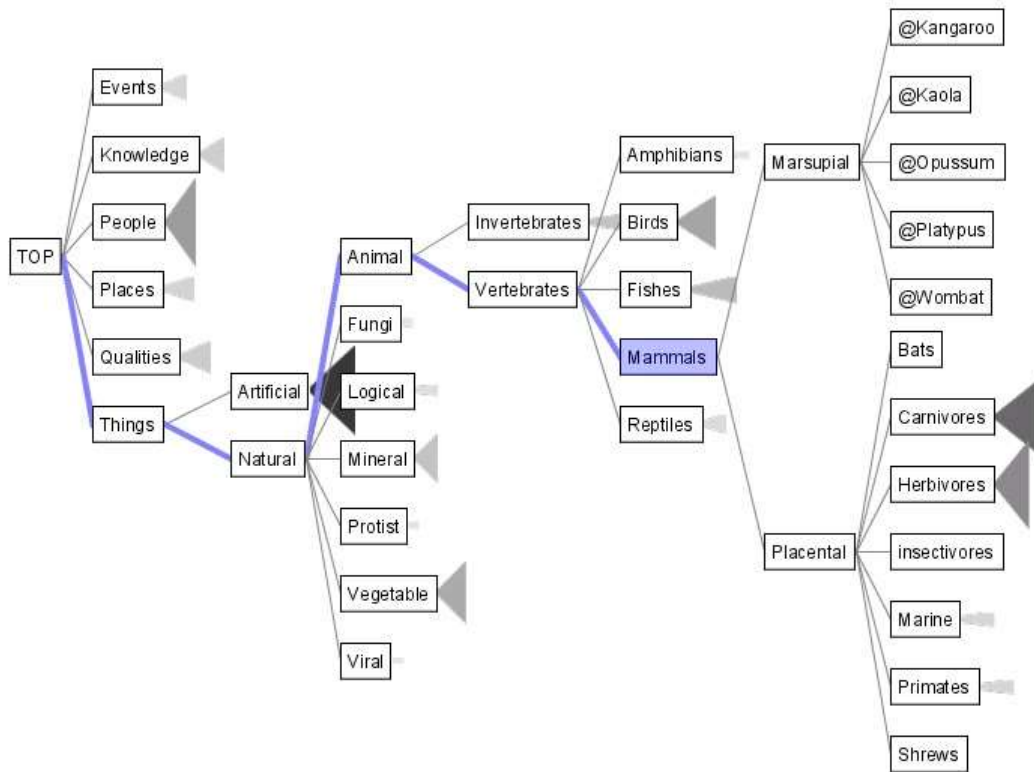 TOP
Events
Knowledge
People
Places
Qualities
Things
Artificial
Natural
Animal
Fungi
Logical
Mineral
Protist
Vegetable
Viral
Invertebrates
Vertebrates
Amphibians
Birds
Fishes
Mammals
Reptiles
Marsupial
Placental
@Kangaroo
@Kaola
@Opussum
@Platypus
@Wombat
Bats
Carnivores
Herbivores
insectivores
Marine
Primates
Shrews